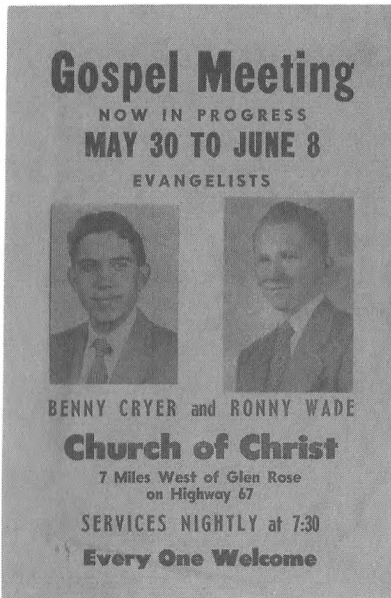 Gospel Meeting
NOW IN PROGRESS
MAY 30 TO JUNE 8
EVANGELISTS
BENNY CRYER and RONNY WADE
Church of Christ
7 Miles West of Glen Rose
on Highway 67
SERVICES NIGHTLY at 7:30
Every One Welcome